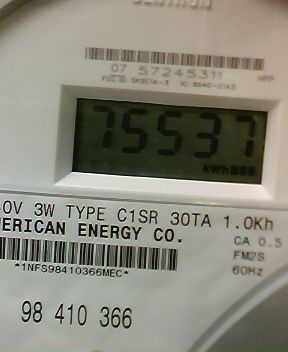 CENTRON
07 57245311
75537
kWh
0V 3W TYPE C1SR 30TA 1.0Kh
ERICAN ENERGY CO.
CA 0.5
FM2S
*1NFS98410366MEC*
60Hz
98 410 366